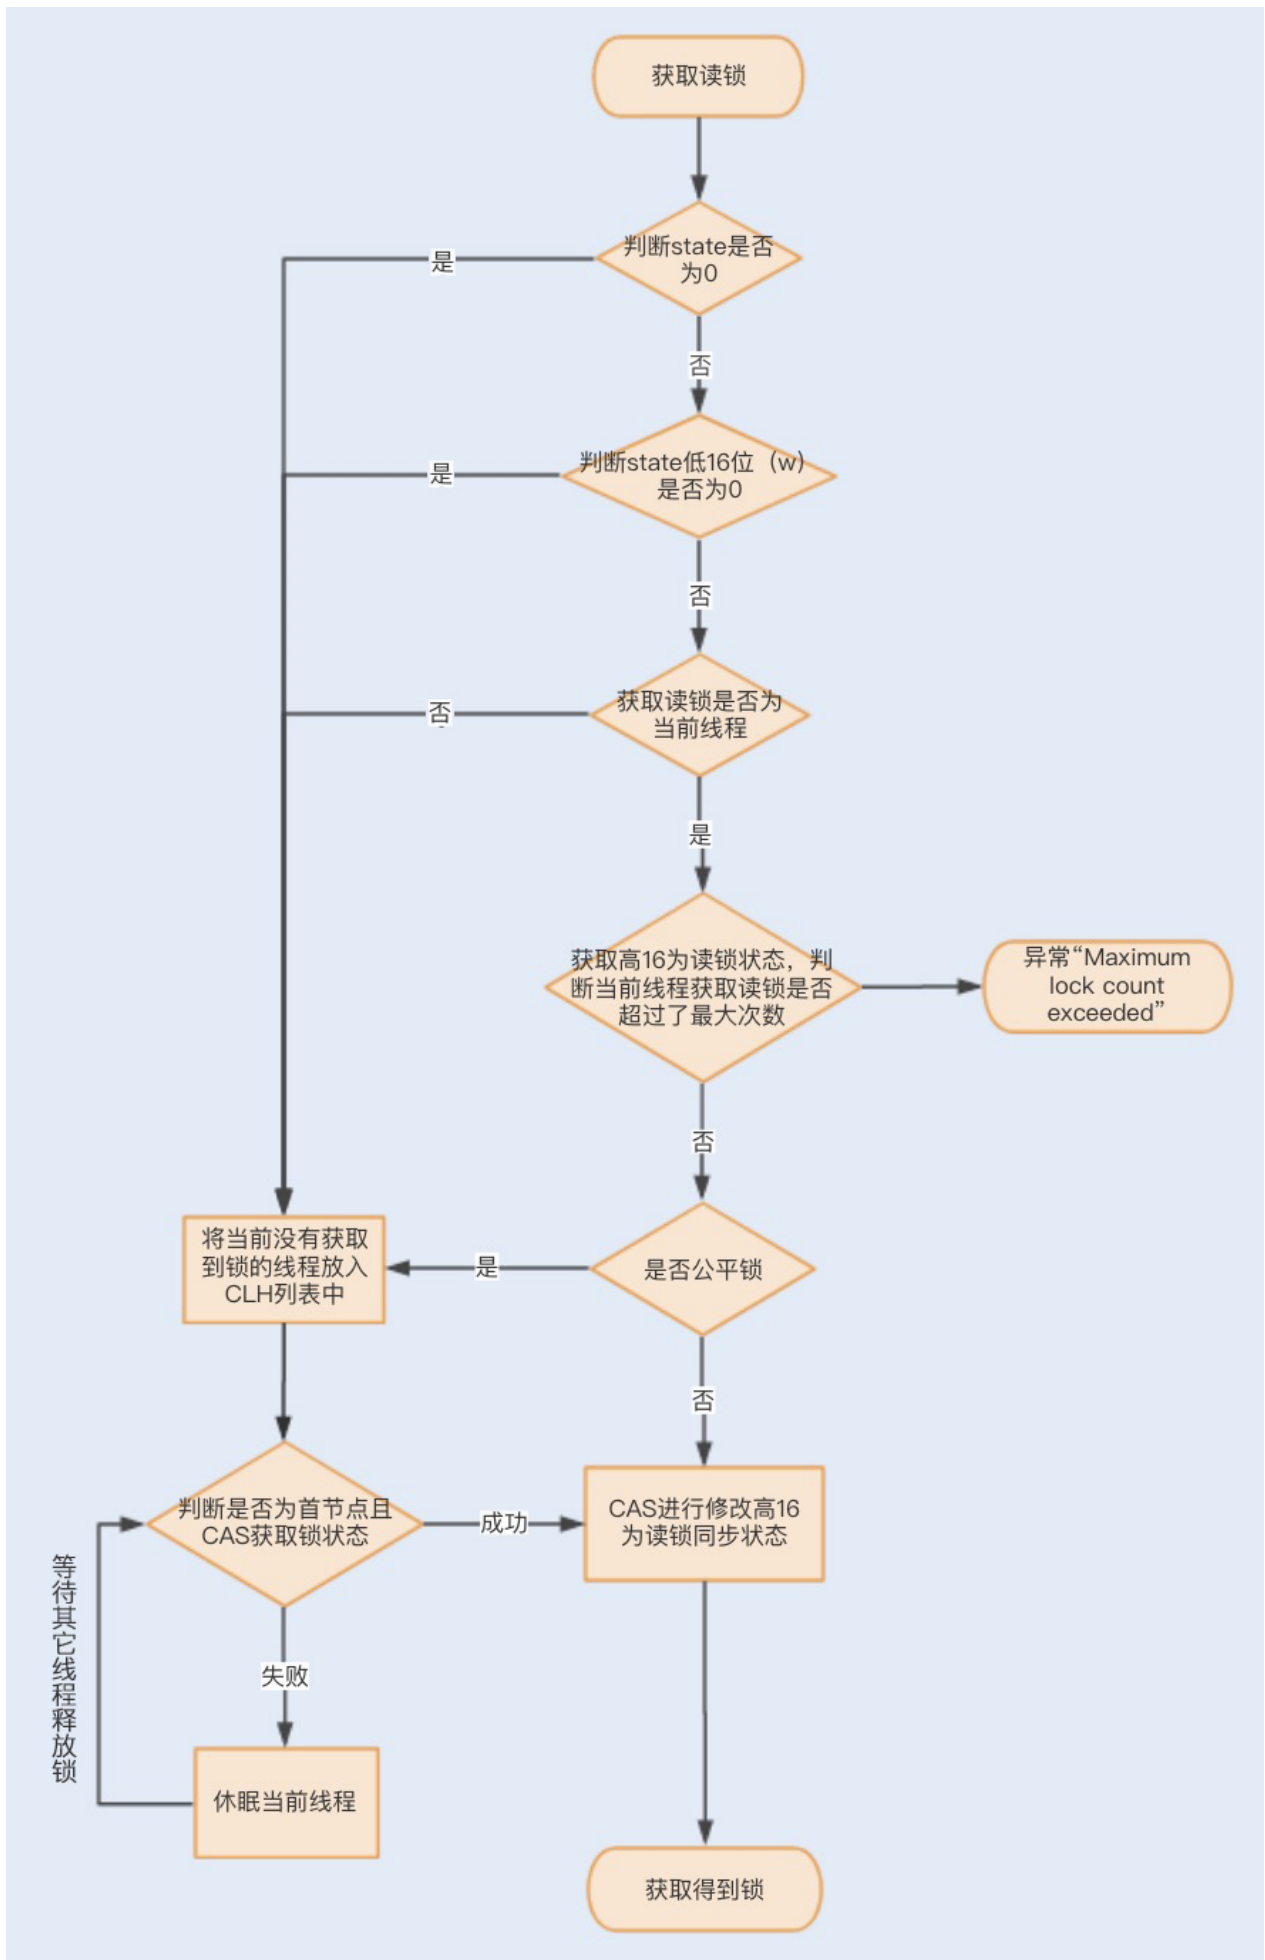 获取读锁
判断state是否
为0
是
否
判断state低16位（w）
是否为0
是
否
获取读锁是否为
当前线程
否
是
获取高16为读锁状态，判
断当前线程获取读锁是否
超过了最大次数
异常“Maximum
lock count
exceeded”
否
是否公平锁
是
将当前没有获取
到锁的线程放入
CLH列表中
否
判断是否为首节点且
CAS获取锁状态
成功
CAS进行修改高16
为读锁同步状态
等待其它线程释放锁
失败
休眠当前线程
获取得到锁